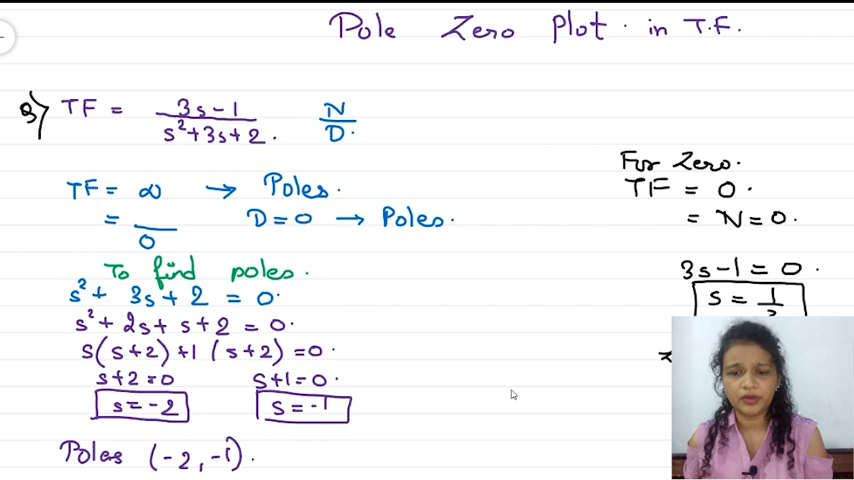 Pole Zero Plot. in T.F.
Q) TF = 3s-1 / s²+3s+2. N/D.
TF = ∞ → Poles.
= —/0 D=0 → Poles.
To find poles.
s² + 3s + 2 = 0.
s² + 2s + s + 2 = 0.
s(s+2) + 1(s+2) = 0.
s+2=0 s+1=0.
s=-2 s=-1
Poles (-2, -1).
For Zero.
TF = 0.
= N=0.
3s-1=0.
s = 1/